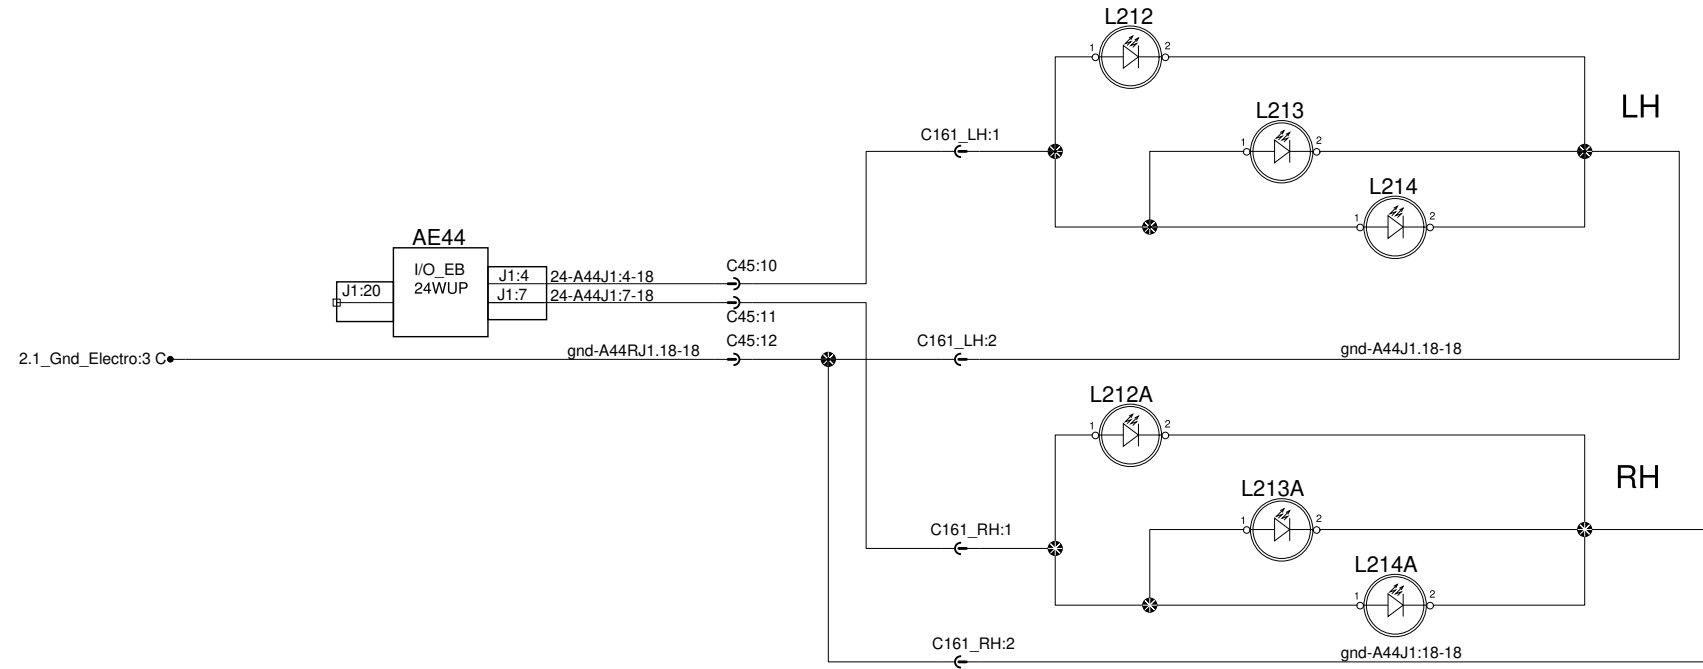 L212
1
2
LH
L213
C161_LH:1
1
2
L214
1
2
AE44
I/O_EB
24WUP
J1:20
J1:4
24-A44J1:4-18
C45:10
J1:7
24-A44J1:7-18
C45:11
2.1_Gnd_Electro:3 C
gnd-A44RJ1.18-18
C45:12
C161_LH:2
gnd-A44J1.18-18
L212A
1
2
RH
L213A
C161_RH:1
1
2
L214A
1
2
C161_RH:2
gnd-A44J1:18-18